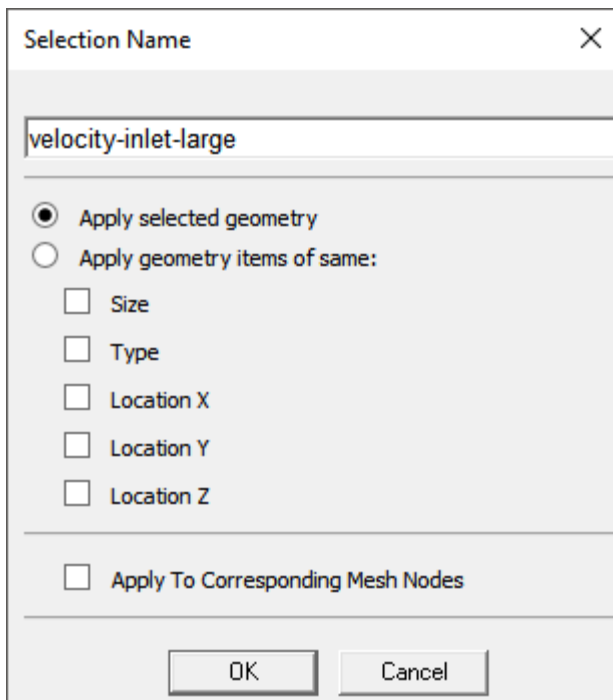 Selection Name
velocity-inlet-large
Apply selected geometry
Apply geometry items of same:
Size
Type
Location X
Location Y
Location Z
Apply To Corresponding Mesh Nodes
OK Cancel